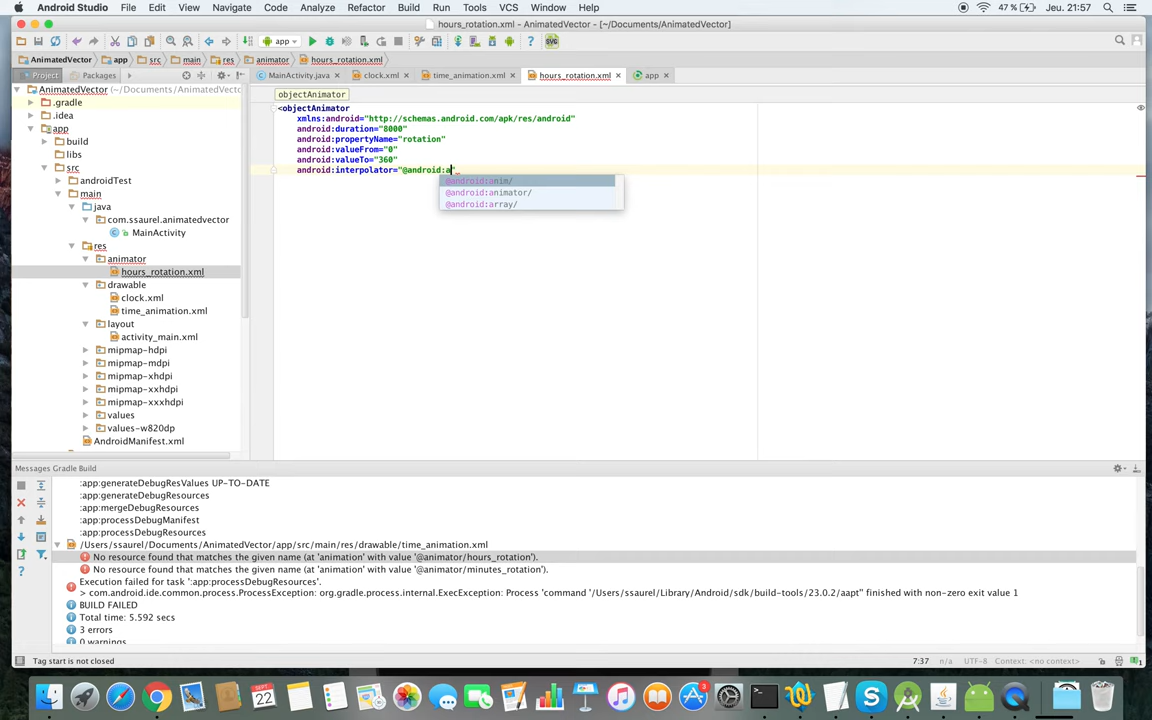 Android Studio File Edit View Navigate Code Analyze Refactor Build Run Tools VCS Window Help 47 % Jeu. 21:57
hours_rotation.xml - AnimatedVector - [~/Documents/AnimatedVector]
app
SVG
AnimatedVector app src main res animator hours_rotation.xml
Project Packages MainActivity.java clock.xml time_animation.xml hours_rotation.xml app
AnimatedVector (~/Documents/AnimatedVecto
.gradle
.idea
app
build
libs
src
androidTest
main
java
com.ssaurel.animatedvector
MainActivity
res
animator
hours_rotation.xml
drawable
clock.xml
time_animation.xml
layout
activity_main.xml
mipmap-hdpi
mipmap-mdpi
mipmap-xhdpi
mipmap-xxhdpi
mipmap-xxxhdpi
values
values-w820dp
AndroidManifest.xml
objectAnimator
<objectAnimator
xmlns:android="http://schemas.android.com/apk/res/android"
android:duration="8000"
android:propertyName="rotation"
android:valueFrom="0"
android:valueTo="360"
android:interpolator="@android:a"
@android:anim/
@android:animator/
@android:array/
Messages Gradle Build
:app:generateDebugResValues UP-TO-DATE
:app:generateDebugResources
:app:mergeDebugResources
:app:processDebugManifest
:app:processDebugResources
/Users/ssaurel/Documents/AnimatedVector/app/src/main/res/drawable/time_animation.xml
No resource found that matches the given name (at 'animation' with value '@animator/hours_rotation').
No resource found that matches the given name (at 'animation' with value '@animator/minutes_rotation').
Execution failed for task ':app:processDebugResources'.
> com.android.ide.common.process.ProcessException: org.gradle.process.internal.ExecException: Process 'command '/Users/ssaurel/Library/Android/sdk/build-tools/23.0.2/aapt'' finished with non-zero exit value 1
BUILD FAILED
Total time: 5.592 secs
3 errors
0 warnings
Tag start is not closed 7:37 n/a UTF-8 Context: <no context>
SEPT.
22
3